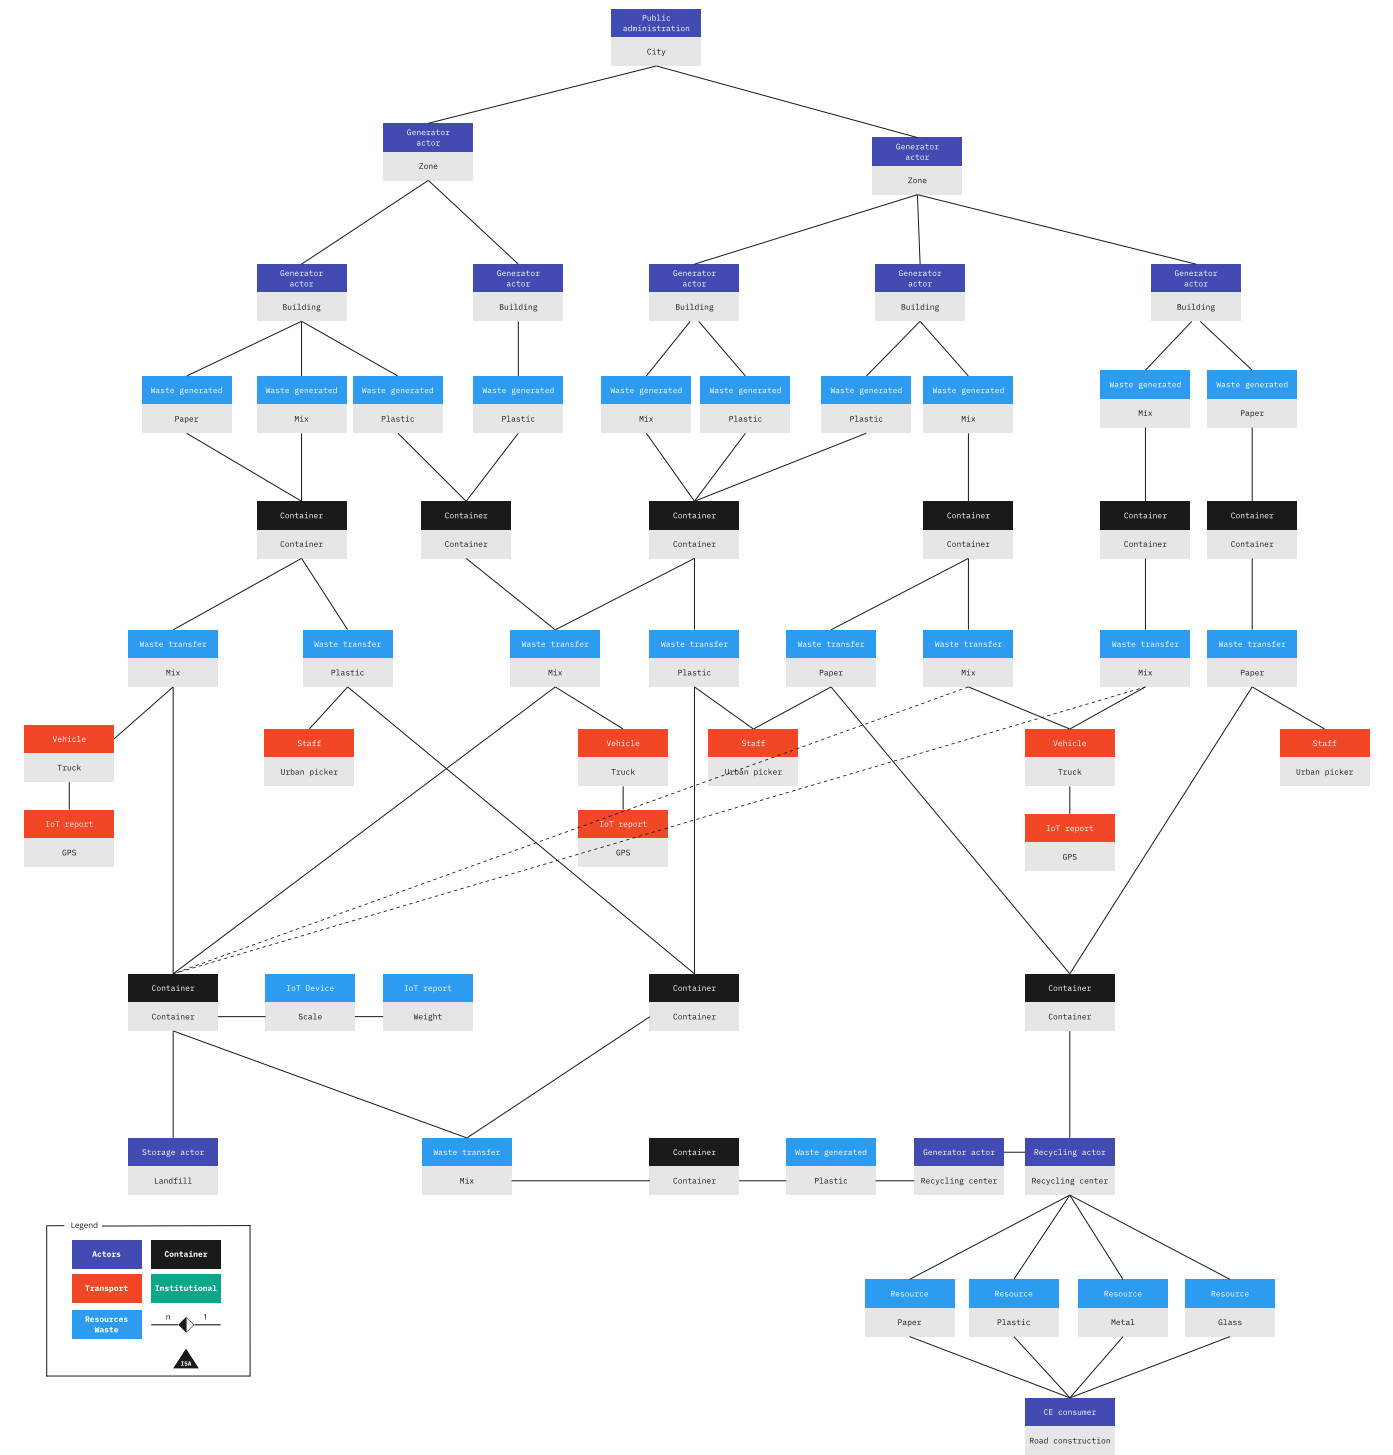 Public
administration
City
Generator
actor
Zone
Generator
actor
Zone
Generator
actor
Building
Generator
actor
Building
Generator
actor
Building
Generator
actor
Building
Generator
actor
Building
Waste generated
Paper
Waste generated
Mix
Waste generated
Plastic
Waste generated
Plastic
Waste generated
Mix
Waste generated
Plastic
Waste generated
Plastic
Waste generated
Mix
Waste generated
Mix
Waste generated
Paper
Container
Container
Container
Container
Container
Container
Container
Container
Container
Container
Container
Container
Waste transfer
Mix
Waste transfer
Plastic
Waste transfer
Mix
Waste transfer
Plastic
Waste transfer
Paper
Waste transfer
Mix
Waste transfer
Mix
Waste transfer
Paper
Vehicle
Truck
Staff
Urban picker
Vehicle
Truck
Staff
Urban picker
Vehicle
Truck
Staff
Urban picker
IoT report
GPS
IoT report
GPS
IoT report
GPS
Container
Container
IoT Device
Scale
IoT report
Weight
Container
Container
Container
Container
Storage actor
Landfill
Waste transfer
Mix
Container
Container
Waste generated
Plastic
Generator actor
Recycling center
Recycling actor
Recycling center
Legend
Actors
Container
Transport
Institutional
Resources
Waste
n
1
ISA
Resource
Paper
Resource
Plastic
Resource
Metal
Resource
Glass
CE consumer
Road construction